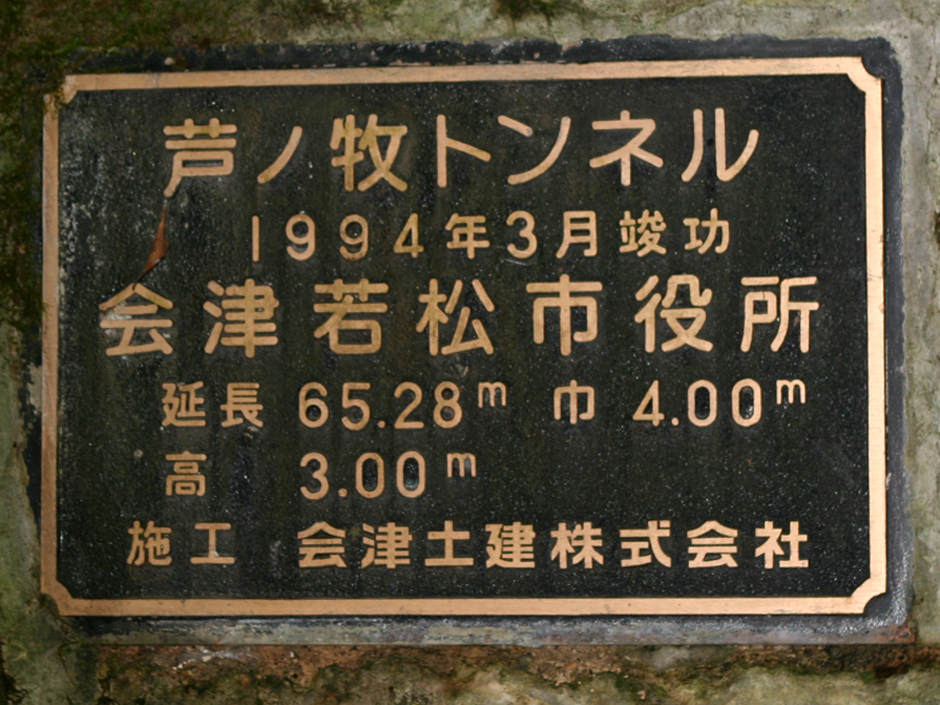 芦ノ牧トンネル
1994年3月竣功
会津若松市役所
延長 65.28m 巾 4.00m
高 3.00m
施工 会津土建株式会社